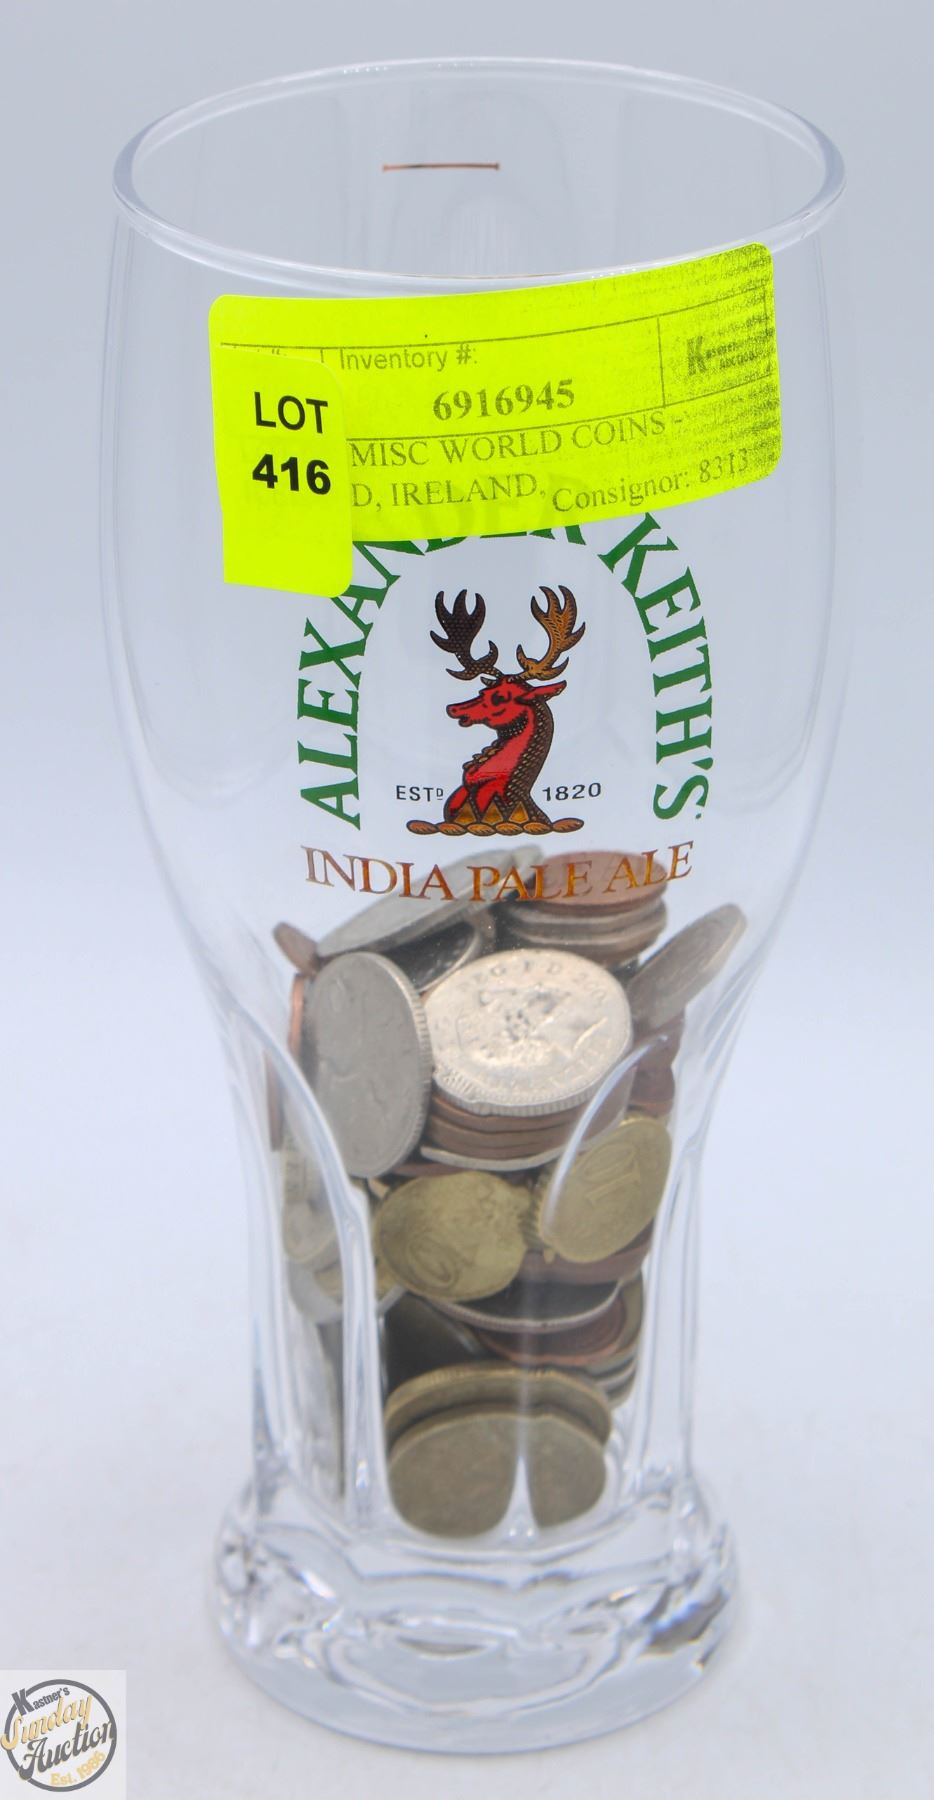 Inventory #:
6916945
LOT
416
MISC WORLD COINS -
D, IRELAND,
Consignor: 8313
ALEXANDER KEITH'S
ESTD 1820
INDIA PALE ALE
10
Kastner's
Sunday
Auction
Est. 1986